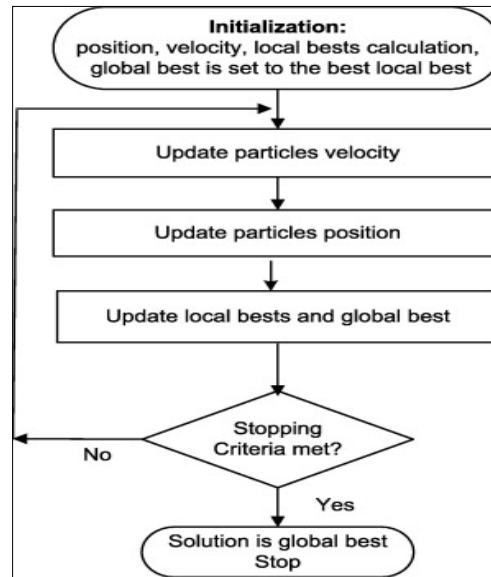 Initialization:
position, velocity, local bests calculation,
global best is set to the best local best
Update particles velocity
Update particles position
Update local bests and global best
Stopping
Criteria met?
No
Yes
Solution is global best
Stop